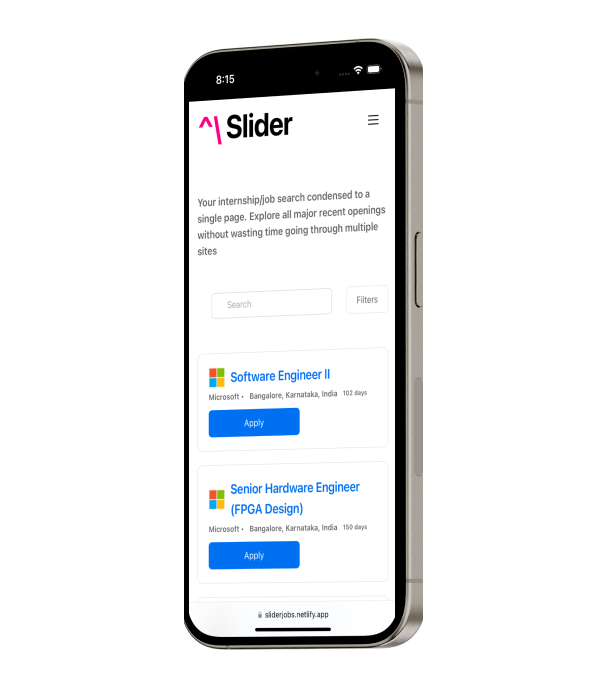 8:15
^\ Slider
Your internship/job search condensed to a
single page. Explore all major recent openings
without wasting time going through multiple
sites
Search
Filters
Software Engineer II
Microsoft • Bangalore, Karnataka, India 102 days
Apply
Senior Hardware Engineer
(FPGA Design)
Microsoft • Bangalore, Karnataka, India 150 days
Apply
sliderjobs.netlify.app